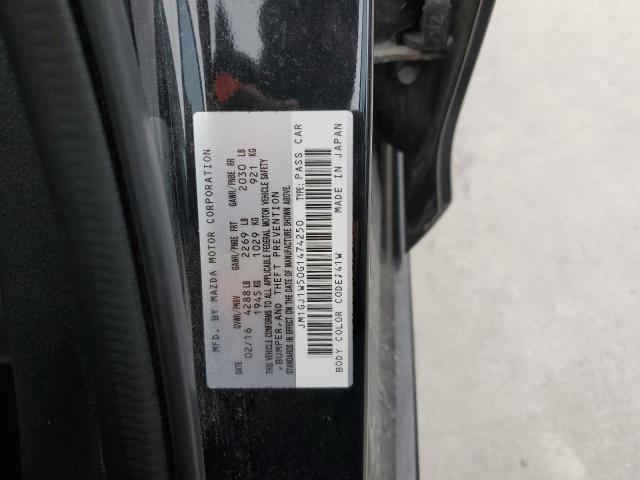 MFD. BY MAZDA MOTOR CORPORATION
GVWR/PNBV GAWR/PNBE FRT GAWR/PNBE RR
DATE 4288 LB 2269 LB 2030 LB
02/16 1945 KG 1029 KG 921 KG
THIS VEHICLE CONFORMS TO ALL APPLICABLE FEDERAL MOTOR VEHICLE SAFETY
,BUMPER,AND THEFT PREVENTION
STANDARDS IN EFFECT ON THE DATE OF MANUFACTURE SHOWN ABOVE.
JM1GJ1W50G1474250 TYPE: PASS CAR
BODY COLOR CODE;41W MADE IN JAPAN